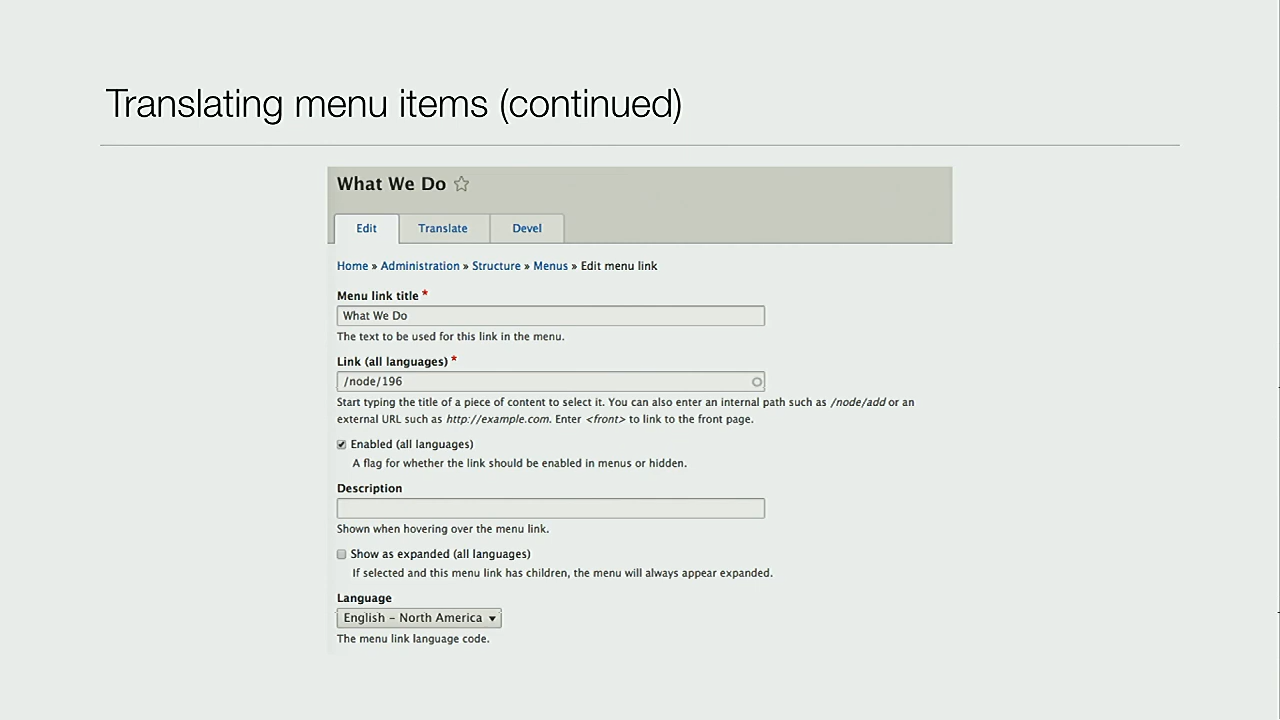 Translating menu items (continued)
What We Do
Edit Translate Devel
Home » Administration » Structure » Menus » Edit menu link
Menu link title *
What We Do
The text to be used for this link in the menu.
Link (all languages) *
/node/196
Start typing the title of a piece of content to select it. You can also enter an internal path such as /node/add or an
external URL such as http://example.com. Enter <front> to link to the front page.
Enabled (all languages)
A flag for whether the link should be enabled in menus or hidden.
Description
Shown when hovering over the menu link.
Show as expanded (all languages)
If selected and this menu link has children, the menu will always appear expanded.
Language
English – North America
The menu link language code.